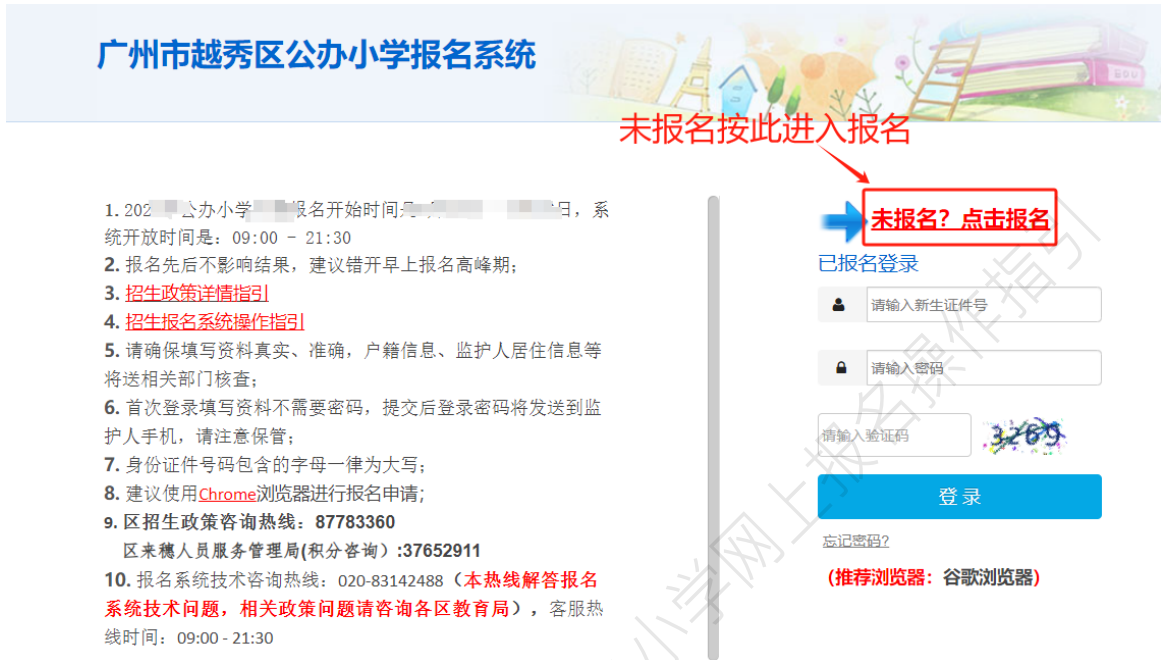 广州市越秀区公办小学报名系统
未报名按此进入报名
1. 202 公办小学 报名开始时间 日，系
统开放时间是：09:00 - 21:30
2. 报名先后不影响结果，建议错开早上报名高峰期；
3. 招生政策详情指引
4. 招生报名系统操作指引
5. 请确保填写资料真实、准确，户籍信息、监护人居住信息等
将送相关部门核查；
6. 首次登录填写资料不需要密码，提交后登录密码将发送到监
护人手机，请注意保管；
7. 身份证件号码包含的字母一律为大写；
8. 建议使用Chrome浏览器进行报名申请；
9. 区招生政策咨询热线：87783360
区来穗人员服务管理局(积分咨询）:37652911
10. 报名系统技术咨询热线：020-83142488（本热线解答报名
系统技术问题，相关政策问题请咨询各区教育局），客服热
线时间：09:00 - 21:30
未报名？点击报名
已报名登录
请输入新生证件号
请输入密码
请输入验证码
3269
登录
忘记密码?
（推荐浏览器：谷歌浏览器）
小学网上报名操作指引